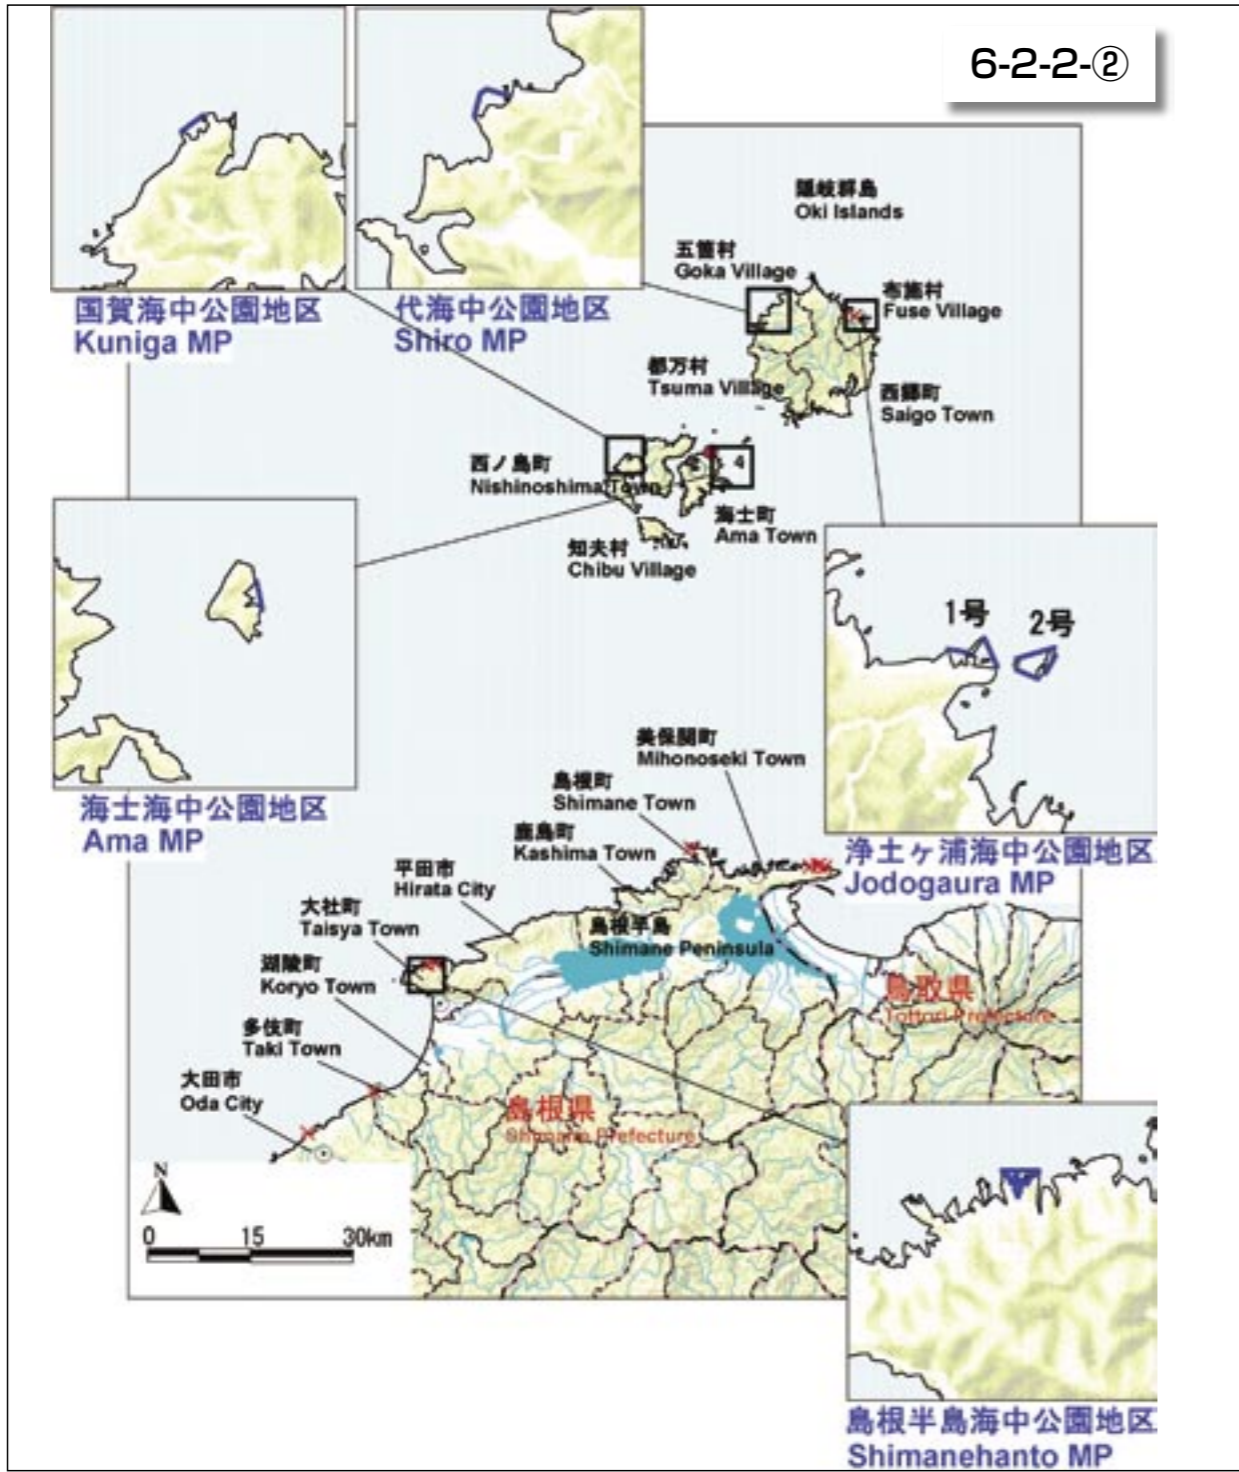 6-2-2-②
国賀海中公園地区
Kuniga MP
代海中公園地区
Shiro MP
隠岐群島
Oki Islands
五箇村
Goka Village
布施村
Fuse Village
都万村
Tsuma Village
西郷町
Saigo Town
西ノ島町
Nishinoshima Town
4
海士町
Ama Town
知夫村
Chibu Village
海士海中公園地区
Ama MP
1号
2号
浄土ヶ浦海中公園地区
Jodogaura MP
美保関町
Mihonoseki Town
島根町
Shimane Town
鹿島町
Kashima Town
平田市
Hirata City
大社町
Taisya Town
島根半島
Shimane Peninsula
湖陵町
Koryo Town
鳥取県
Tottori Prefecture
多伎町
Taki Town
大田市
Oda City
島根県
Shimane Prefecture
N
0 15 30km
島根半島海中公園地区
Shimanehanto MP